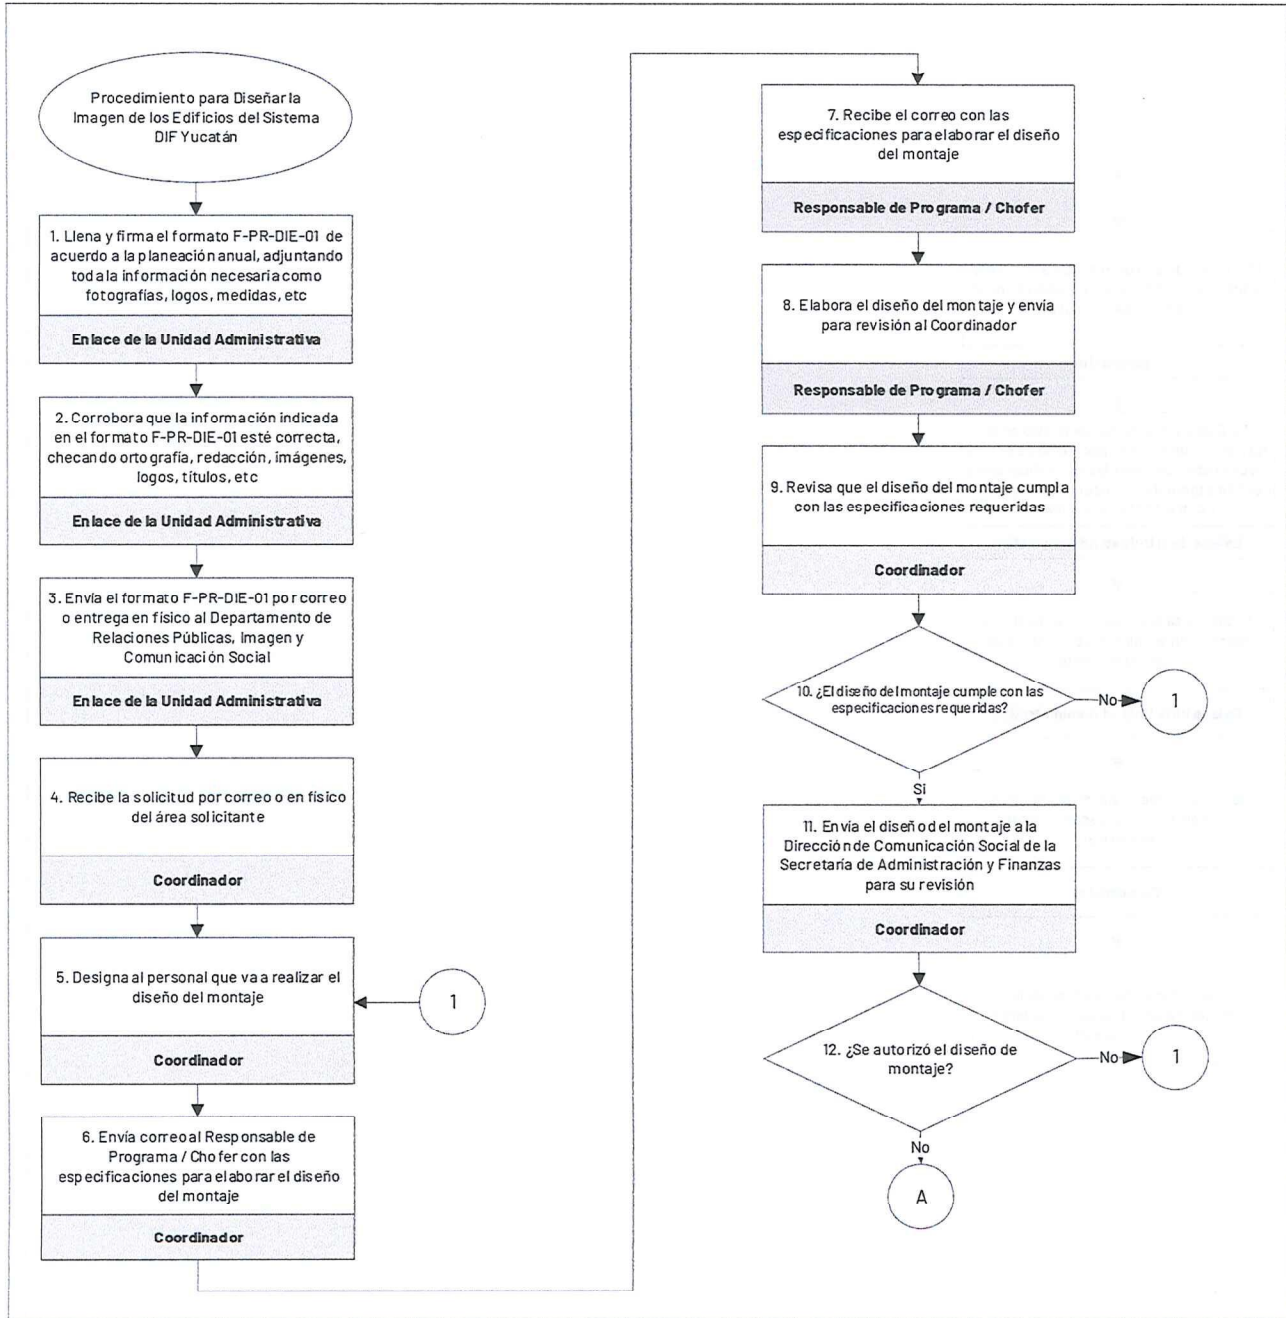 Procedimiento para Diseñar la
Imagen de los Edificios del Sistema
DIF Yucatán
1. Llena y firma el formato F-PR-DIE-01 de
acuerdo a la planeación anual, adjuntando
toda la información necesaria como
fotografías, logos, medidas, etc
Enlace de la Unidad Administrativa
2. Corrobora que la información indicada
en el formato F-PR-DIE-01 esté correcta,
checando ortografía, redacción, imágenes,
logos, títulos, etc
Enlace de la Unidad Administrativa
3. Envía el formato F-PR-DIE-01 por correo
o entrega en físico al Departamento de
Relaciones Públicas, Imagen y
Comunicación Social
Enlace de la Unidad Administrativa
4. Recibe la solicitud por correo o en físico
del área solicitante
Coordinador
5. Designa al personal que va a realizar el
diseño del montaje
1
Coordinador
6. Envía correo al Responsable de
Programa / Chofer con las
especificaciones para elaborar el diseño
del montaje
Coordinador
7. Recibe el correo con las
especificaciones para elaborar el diseño
del montaje
Responsable de Programa / Chofer
8. Elabora el diseño del montaje y envía
para revisión al Coordinador
Responsable de Programa / Chofer
9. Revisa que el diseño del montaje cumpla
con las especificaciones requeridas
Coordinador
10. ¿El diseño del montaje cumple con las
especificaciones requeridas?
No
1
Si
11. Envía el diseño del montaje a la
Dirección de Comunicación Social de la
Secretaría de Administración y Finanzas
para su revisión
Coordinador
12. ¿Se autorizó el diseño de
montaje?
No
1
No
A